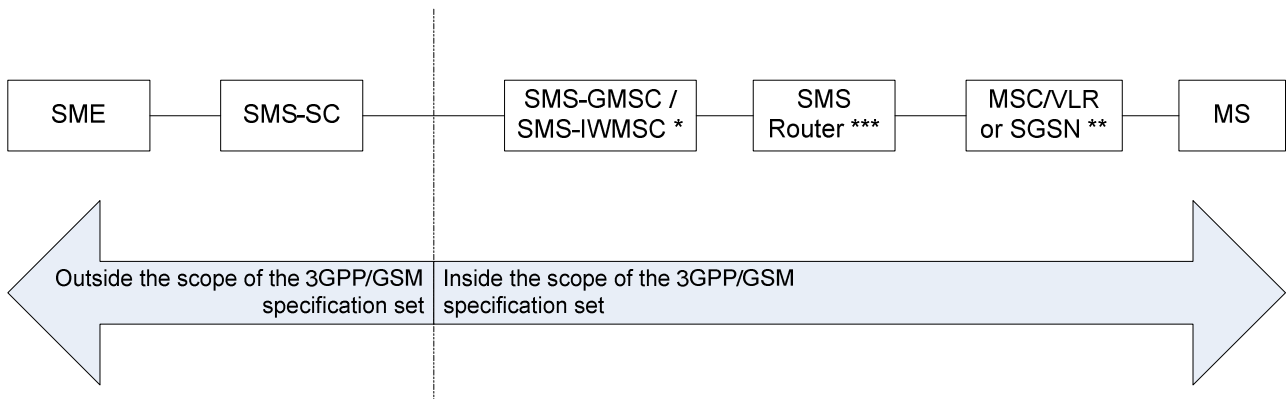 SME
SMS-SC
SMS-GMSC /
SMS-IWMSC *
SMS
Router ***
MSC/VLR
or SGSN **
MS
Outside the scope of the 3GPP/GSM
specification set
Inside the scope of the 3GPP/GSM
specification set